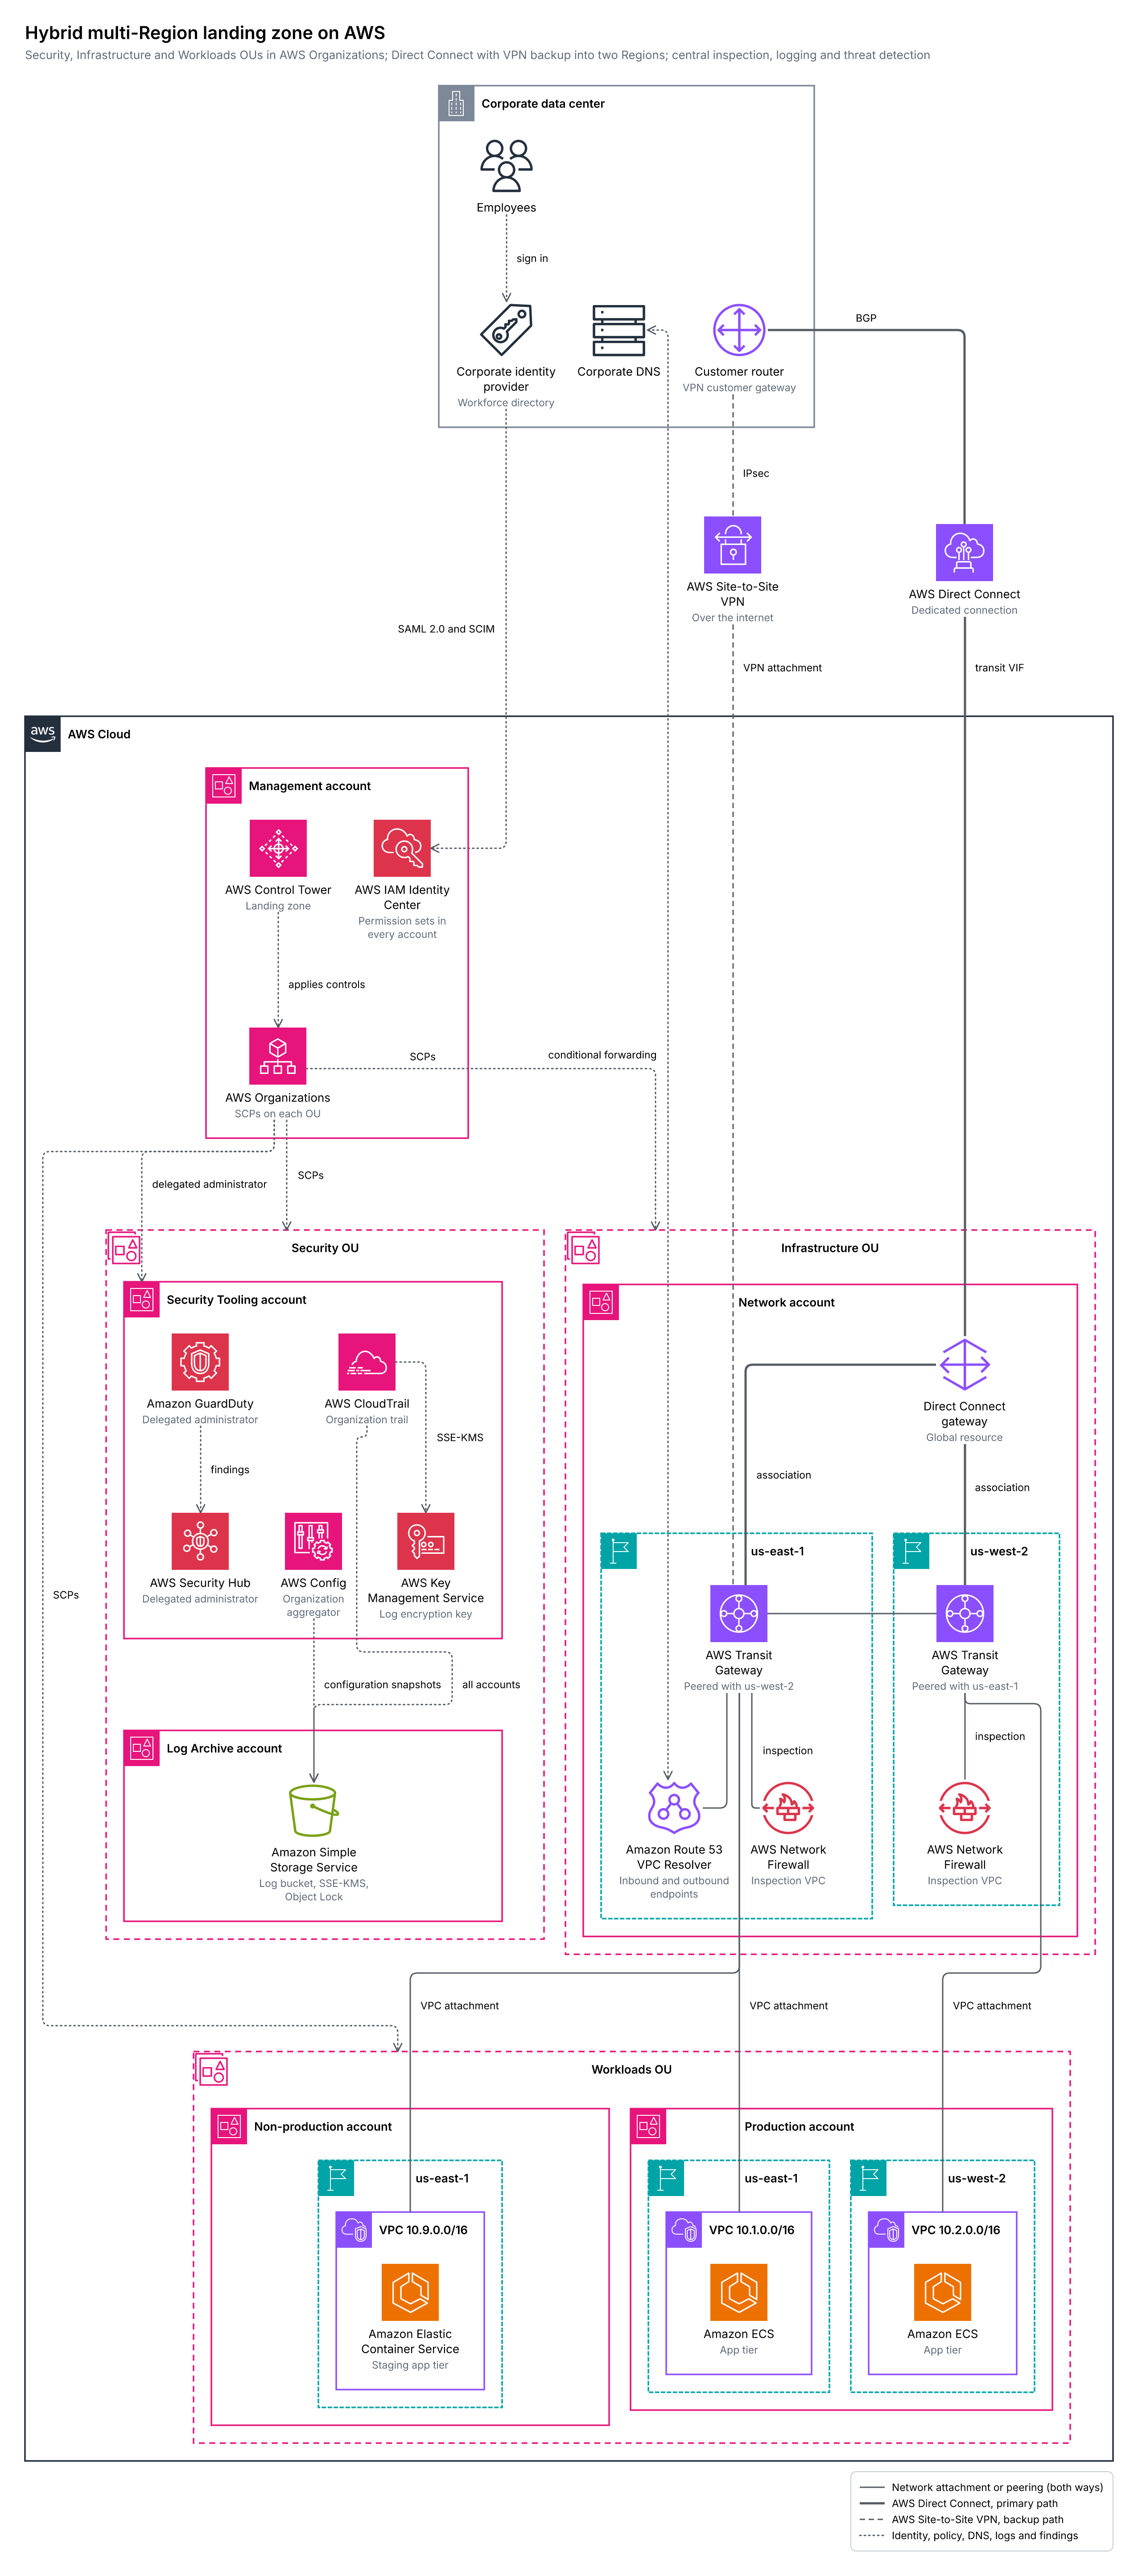 Hybrid multi-Region landing zone on AWS
Security, Infrastructure and Workloads OUs in AWS Organizations; Direct Connect with VPN backup into two Regions; central inspection, logging and threat detection
Corporate data center
Employees
sign in
BGP
Corporate identity
provider
Workforce directory
Corporate DNS
Customer router
VPN customer gateway
IPsec
AWS Site-to-Site
VPN
Over the internet
AWS Direct Connect
Dedicated connection
SAML 2.0 and SCIM
VPN attachment
transit VIF
aws
AWS Cloud
Management account
AWS Control Tower
Landing zone
AWS IAM Identity
Center
Permission sets in
every account
applies controls
SCPs
conditional forwarding
AWS Organizations
SCPs on each OU
SCPs
delegated administrator
Security OU
Infrastructure OU
Security Tooling account
Network account
Amazon GuardDuty
Delegated administrator
AWS CloudTrail
Organization trail
Direct Connect
gateway
Global resource
SSE-KMS
findings
association
association
us-east-1
us-west-2
AWS Security Hub
Delegated administrator
AWS Config
Organization
aggregator
AWS Key
Management Service
Log encryption key
SCPs
AWS Transit
Gateway
Peered with us-west-2
AWS Transit
Gateway
Peered with us-east-1
configuration snapshots
all accounts
inspection
inspection
Log Archive account
Amazon Simple
Storage Service
Log bucket, SSE-KMS,
Object Lock
Amazon Route 53
VPC Resolver
Inbound and outbound
endpoints
AWS Network
Firewall
Inspection VPC
AWS Network
Firewall
Inspection VPC
VPC attachment
VPC attachment
VPC attachment
Workloads OU
Non-production account
Production account
us-east-1
us-east-1
us-west-2
VPC 10.9.0.0/16
VPC 10.1.0.0/16
VPC 10.2.0.0/16
Amazon Elastic
Container Service
Staging app tier
Amazon ECS
App tier
Amazon ECS
App tier
Network attachment or peering (both ways)
AWS Direct Connect, primary path
AWS Site-to-Site VPN, backup path
Identity, policy, DNS, logs and findings